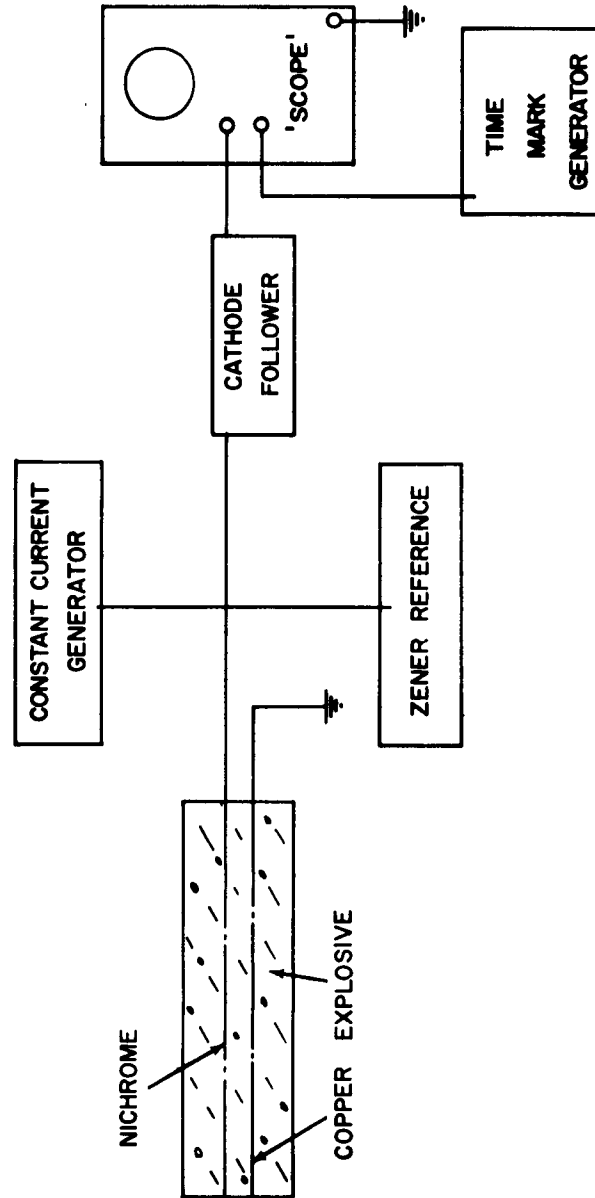 CONSTANT CURRENT
GENERATOR
NICHROME
CATHODE
FOLLOWER
'SCOPE'
COPPER
EXPLOSIVE
ZENER REFERENCE
TIME
MARK
GENERATOR